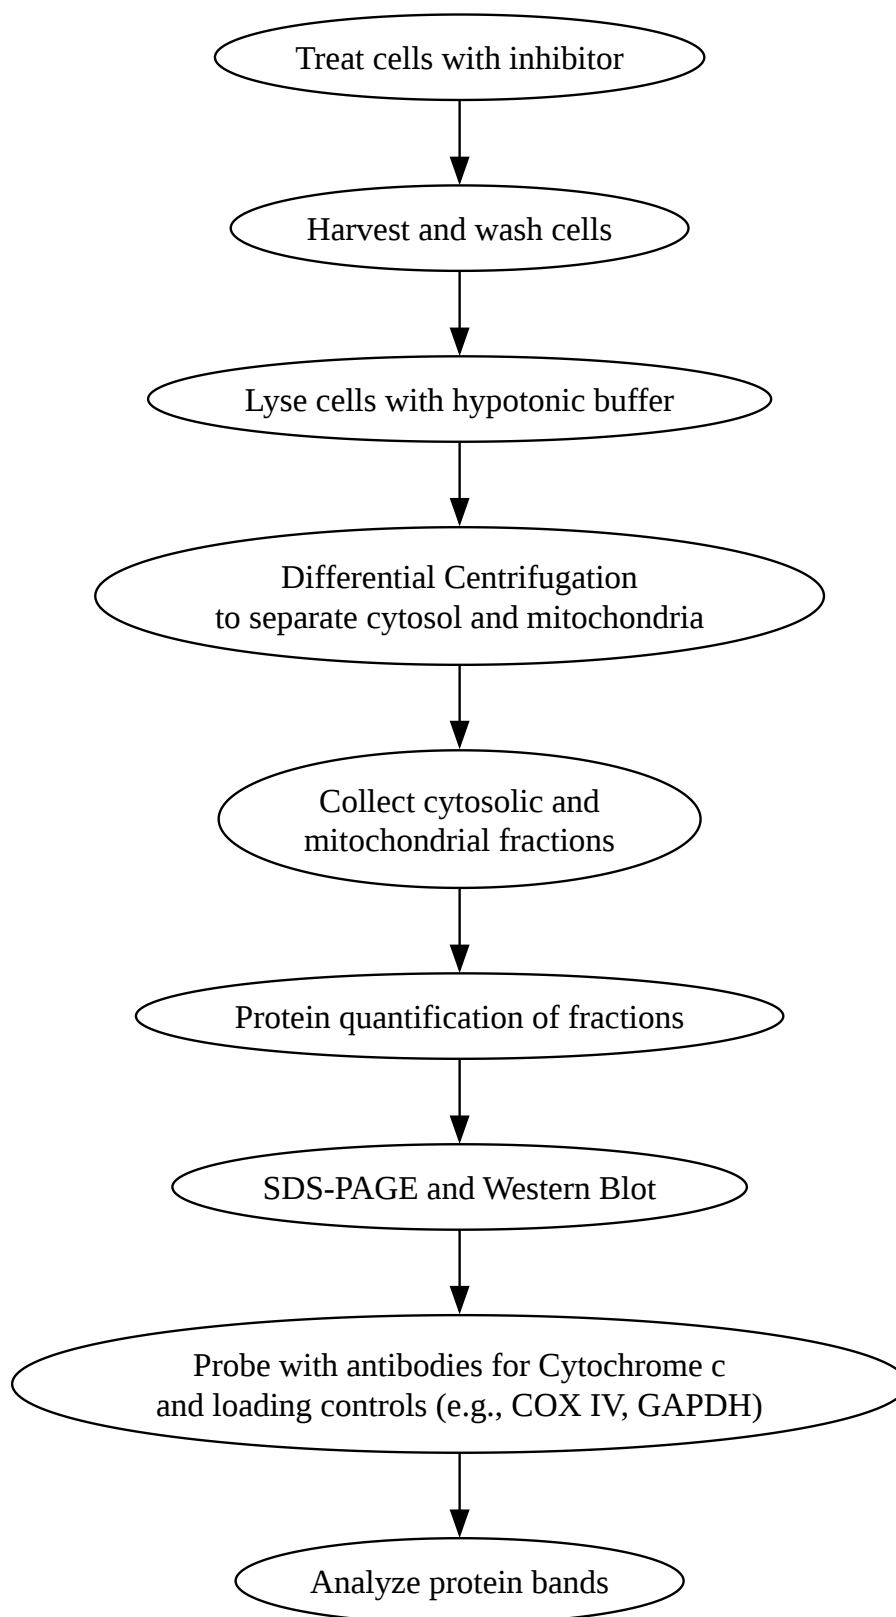 Treat cells with inhibitor
Harvest and wash cells
Lyse cells with hypotonic buffer
Differential Centrifugation
to separate cytosol and mitochondria
Collect cytosolic and
mitochondrial fractions
Protein quantification of fractions
SDS-PAGE and Western Blot
Probe with antibodies for Cytochrome c
and loading controls (e.g., COX IV, GAPDH)
Analyze protein bands